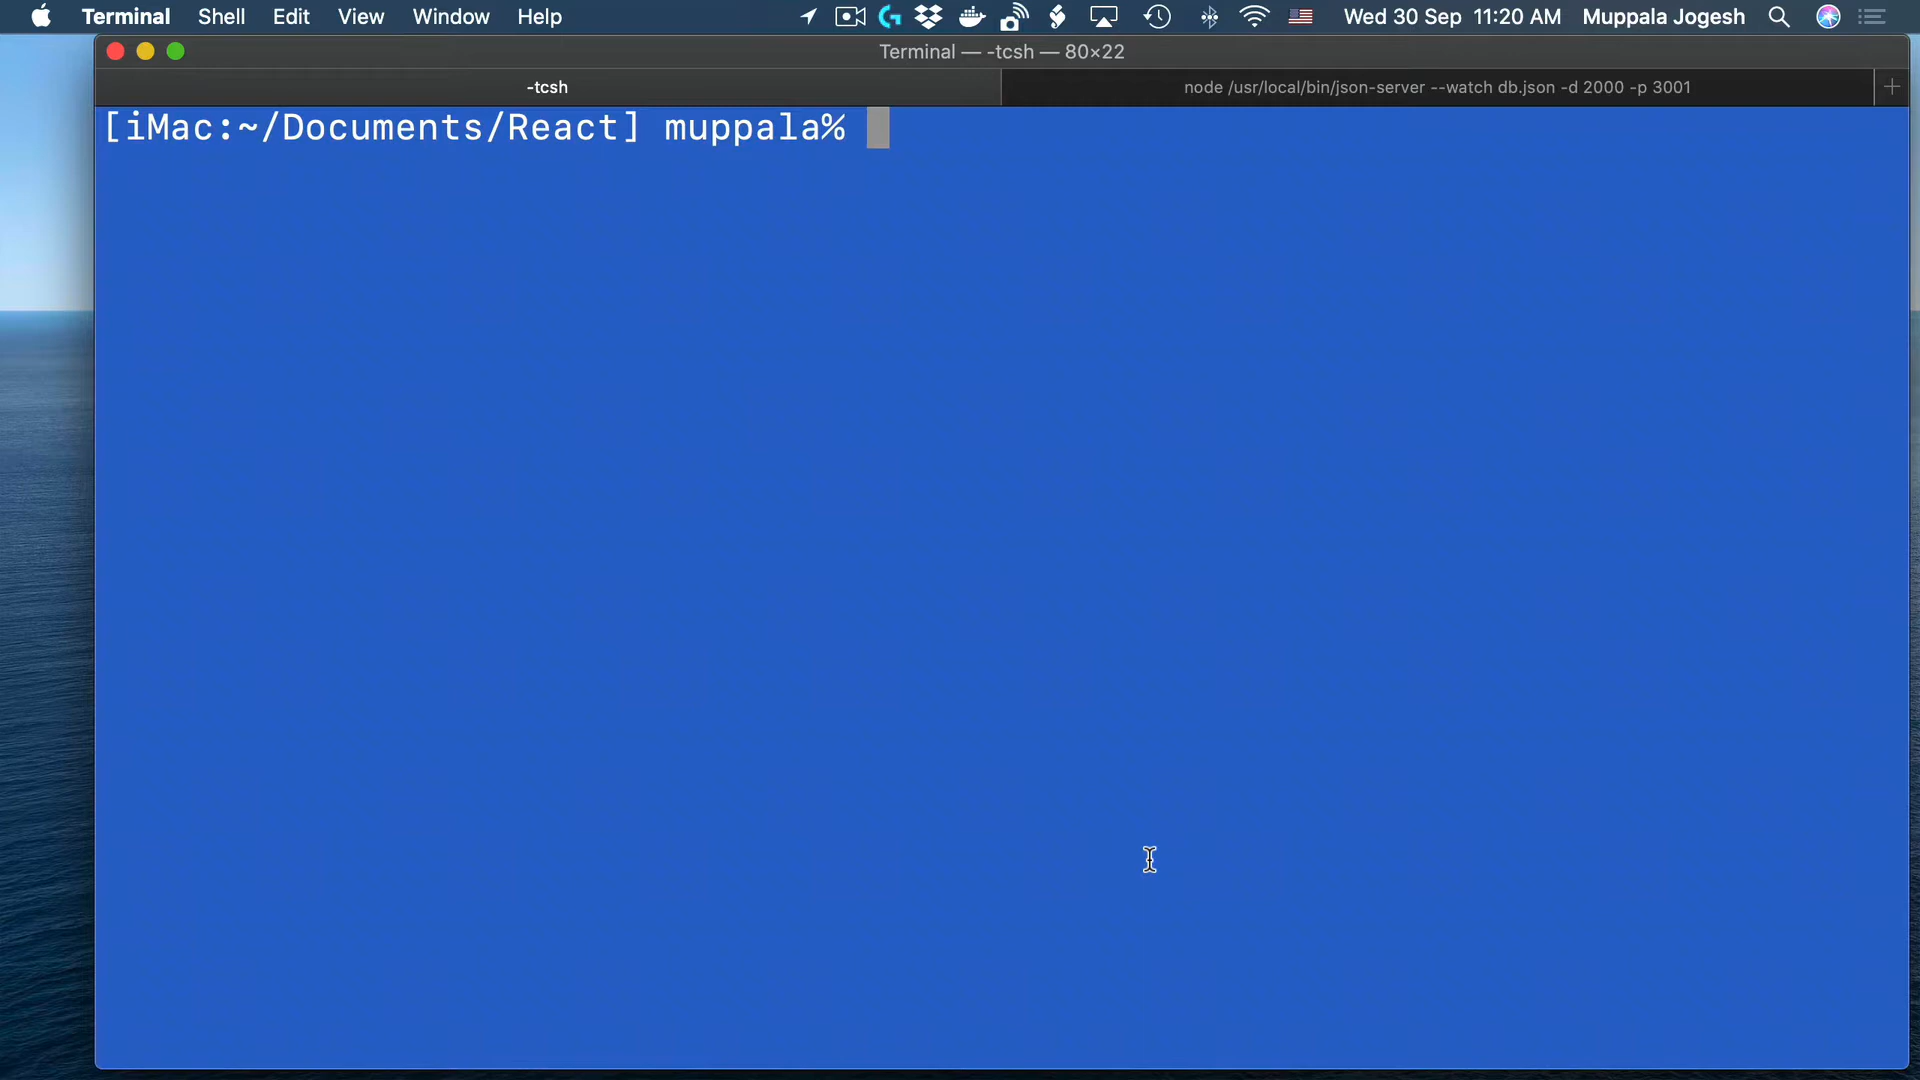 Terminal Shell Edit View Window Help Wed 30 Sep 11:20 AM Muppala Jogesh
Terminal — -tcsh — 80×22
-tcsh
node /usr/local/bin/json-server --watch db.json -d 2000 -p 3001
[iMac:~/Documents/React] muppala%